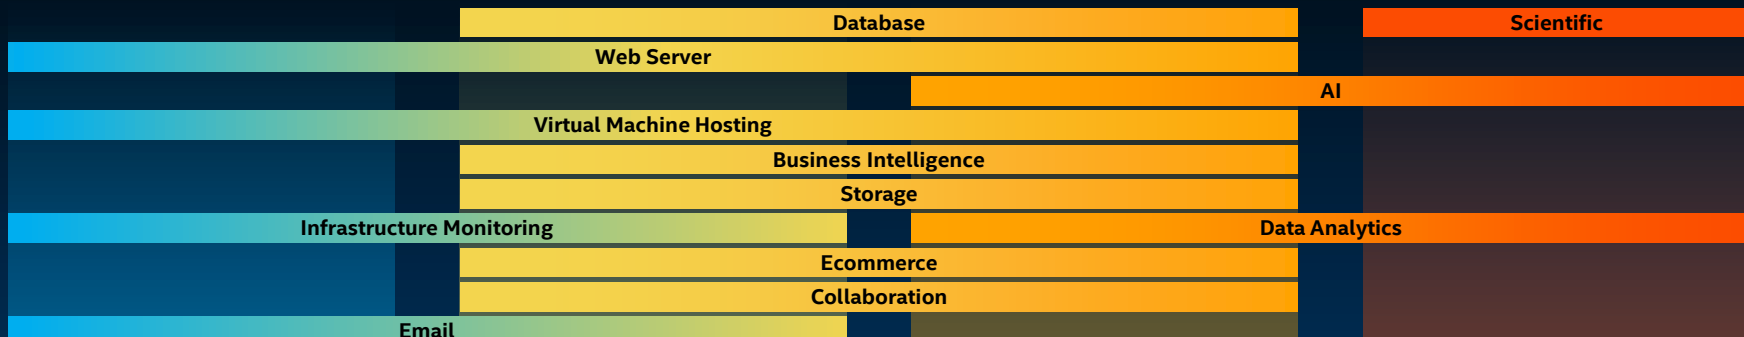 Database
Scientific
Web Server
AI
Virtual Machine Hosting
Business Intelligence
Storage
Infrastructure Monitoring
Data Analytics
Ecommerce
Collaboration
Email